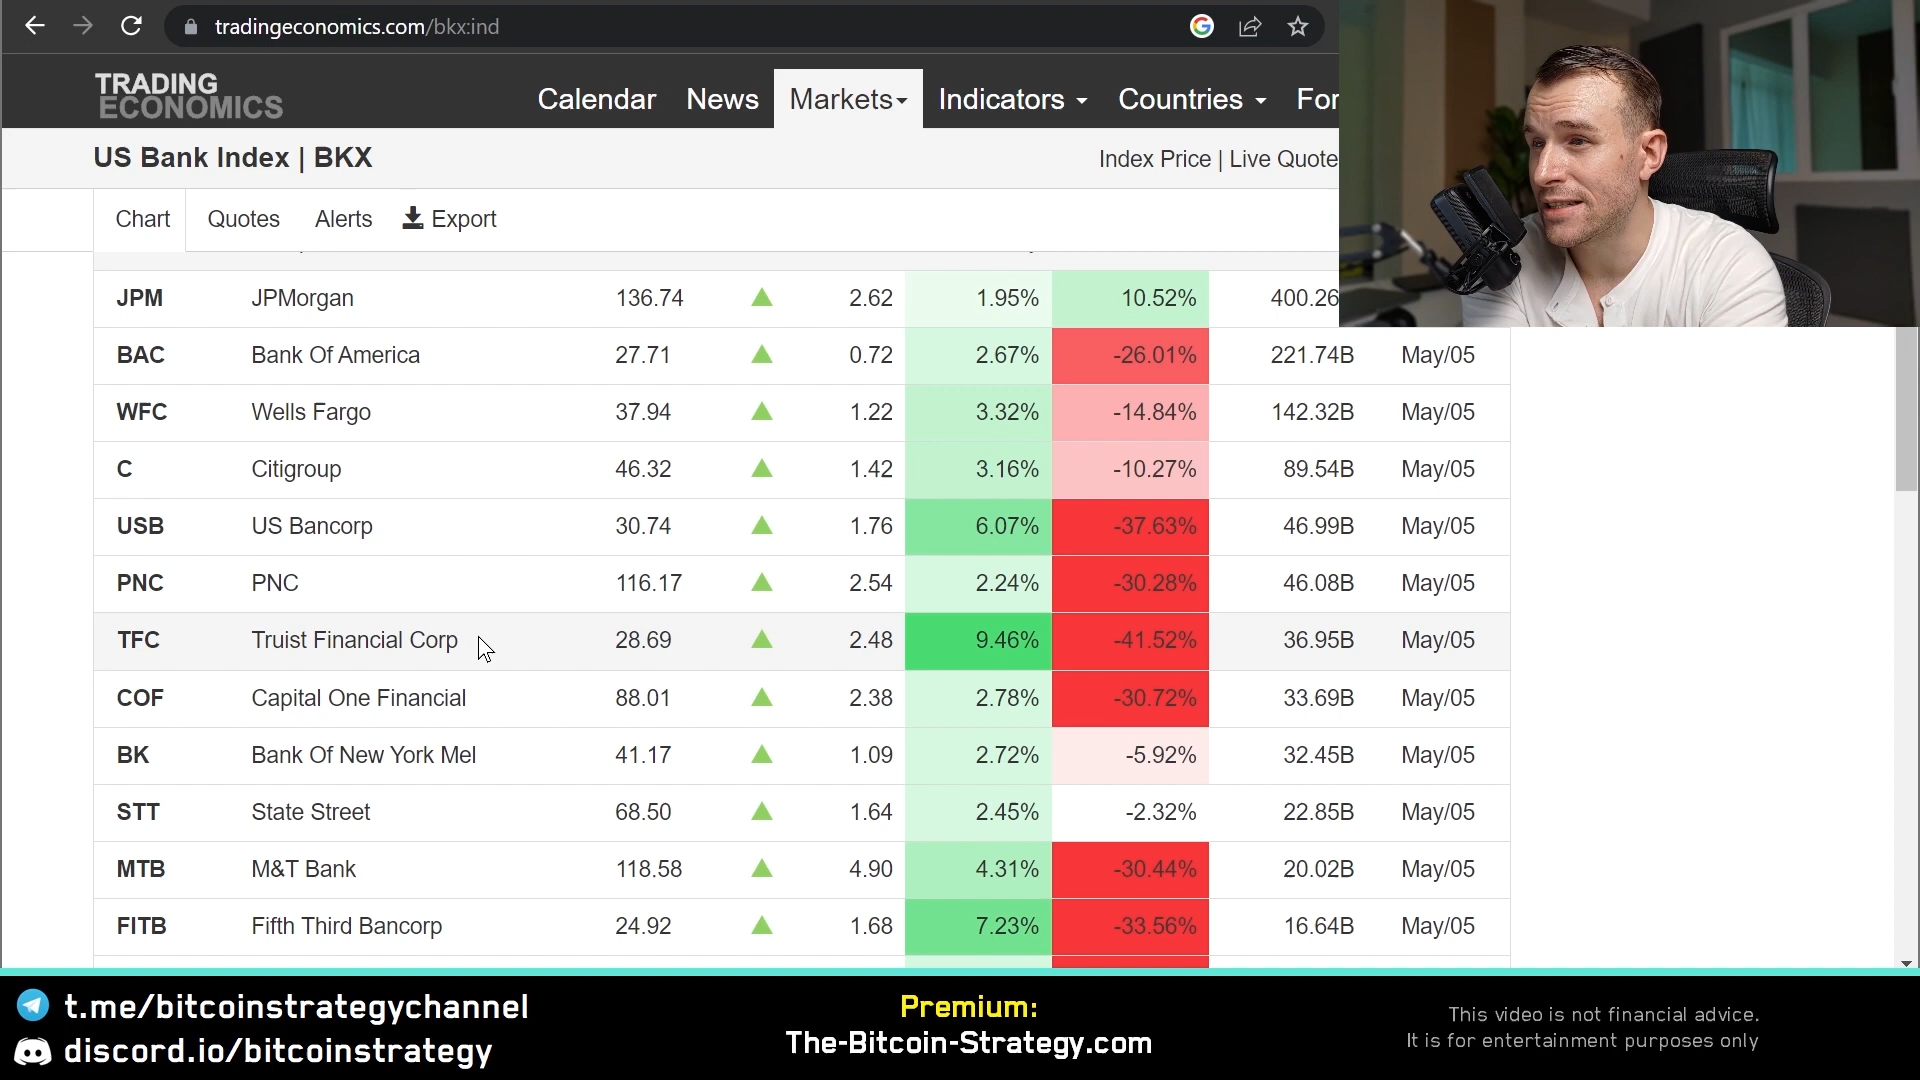 tradingeconomics.com/bkx:ind
TRADING
ECONOMICS
Calendar News Markets Indicators Countries For
US Bank Index | BKX
Index Price | Live Quote
Chart Quotes Alerts Export
JPM JPMorgan 136.74 2.62 1.95% 10.52% 400.26
BAC Bank Of America 27.71 0.72 2.67% -26.01% 221.74B May/05
WFC Wells Fargo 37.94 1.22 3.32% -14.84% 142.32B May/05
C Citigroup 46.32 1.42 3.16% -10.27% 89.54B May/05
USB US Bancorp 30.74 1.76 6.07% -37.63% 46.99B May/05
PNC PNC 116.17 2.54 2.24% -30.28% 46.08B May/05
TFC Truist Financial Corp 28.69 2.48 9.46% -41.52% 36.95B May/05
COF Capital One Financial 88.01 2.38 2.78% -30.72% 33.69B May/05
BK Bank Of New York Mel 41.17 1.09 2.72% -5.92% 32.45B May/05
STT State Street 68.50 1.64 2.45% -2.32% 22.85B May/05
MTB M&T Bank 118.58 4.90 4.31% -30.44% 20.02B May/05
FITB Fifth Third Bancorp 24.92 1.68 7.23% -33.56% 16.64B May/05
t.me/bitcoinstrategychannel
discord.io/bitcoinstrategy
Premium:
The-Bitcoin-Strategy.com
This video is not financial advice.
It is for entertainment purposes only